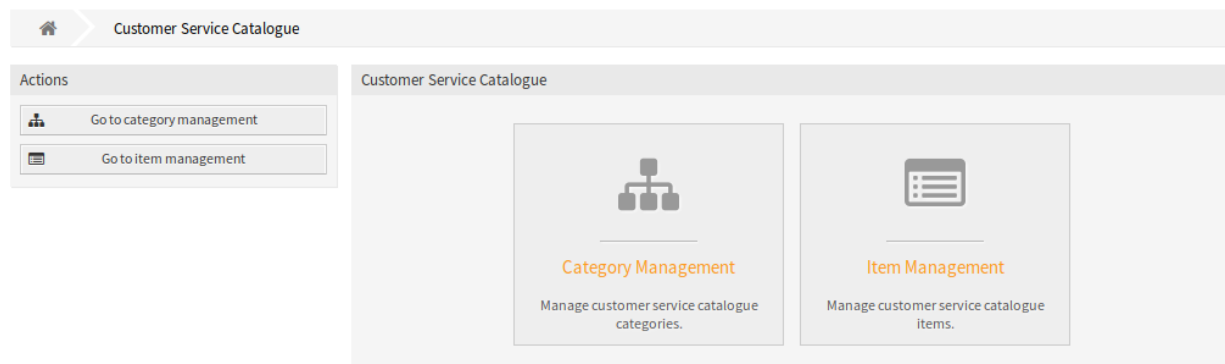 Customer Service Catalogue
Actions
Go to category management
Go to item management
Customer Service Catalogue
Category Management
Manage customer service catalogue
categories.
Item Management
Manage customer service catalogue
items.